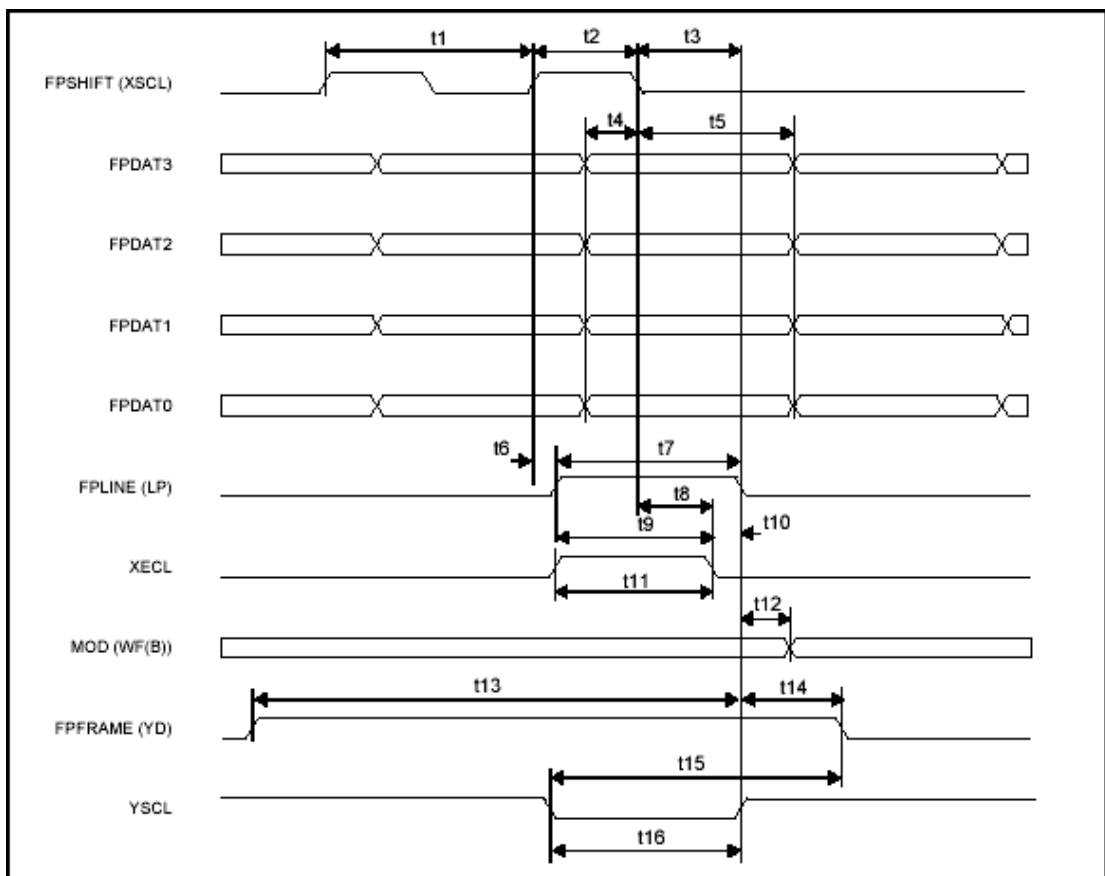 t1 t2 t3
FPSHIFT (XSCL)
t4 t5
FPDAT3
FPDAT2
FPDAT1
FPDAT0
t6 t7
FPLINE (LP)
t8
t9 t10
XECL
t11
t12
MOD (WF(B))
t13 t14
FPFRAME (YD)
t15
YSCL
t16